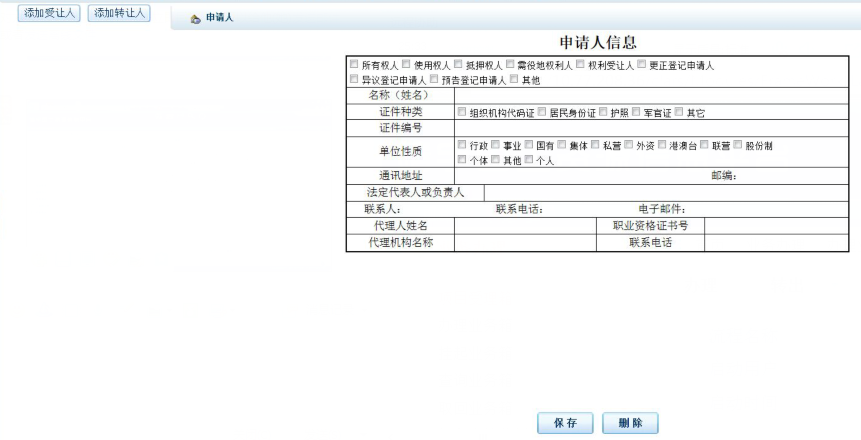 添加受让人 添加转让人 申请人
申请人信息
所有权人 使用权人 抵押权人 需役地权利人 权利受让人 更正登记申请人
异议登记申请人 预告登记申请人 其他
名称（姓名）
证件种类 组织机构代码证 居民身份证 护照 军官证 其它
证件编号
单位性质 行政 事业 国有 集体 私营 外资 港澳台 联营 股份制
个体 其他 个人
通讯地址 邮编：
法定代表人或负责人
联系人： 联系电话： 电子邮件：
代理人姓名 职业资格证书号
代理机构名称 联系电话
保存 删除